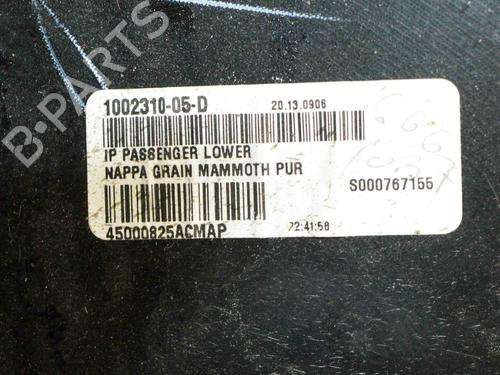 B-PARTS
1002310-05-D
20.13.0906
IP PASSENGER LOWER
NAPPA GRAIN MAMMOTH PUR
S000767155
45000825ACMAP
22:41:58